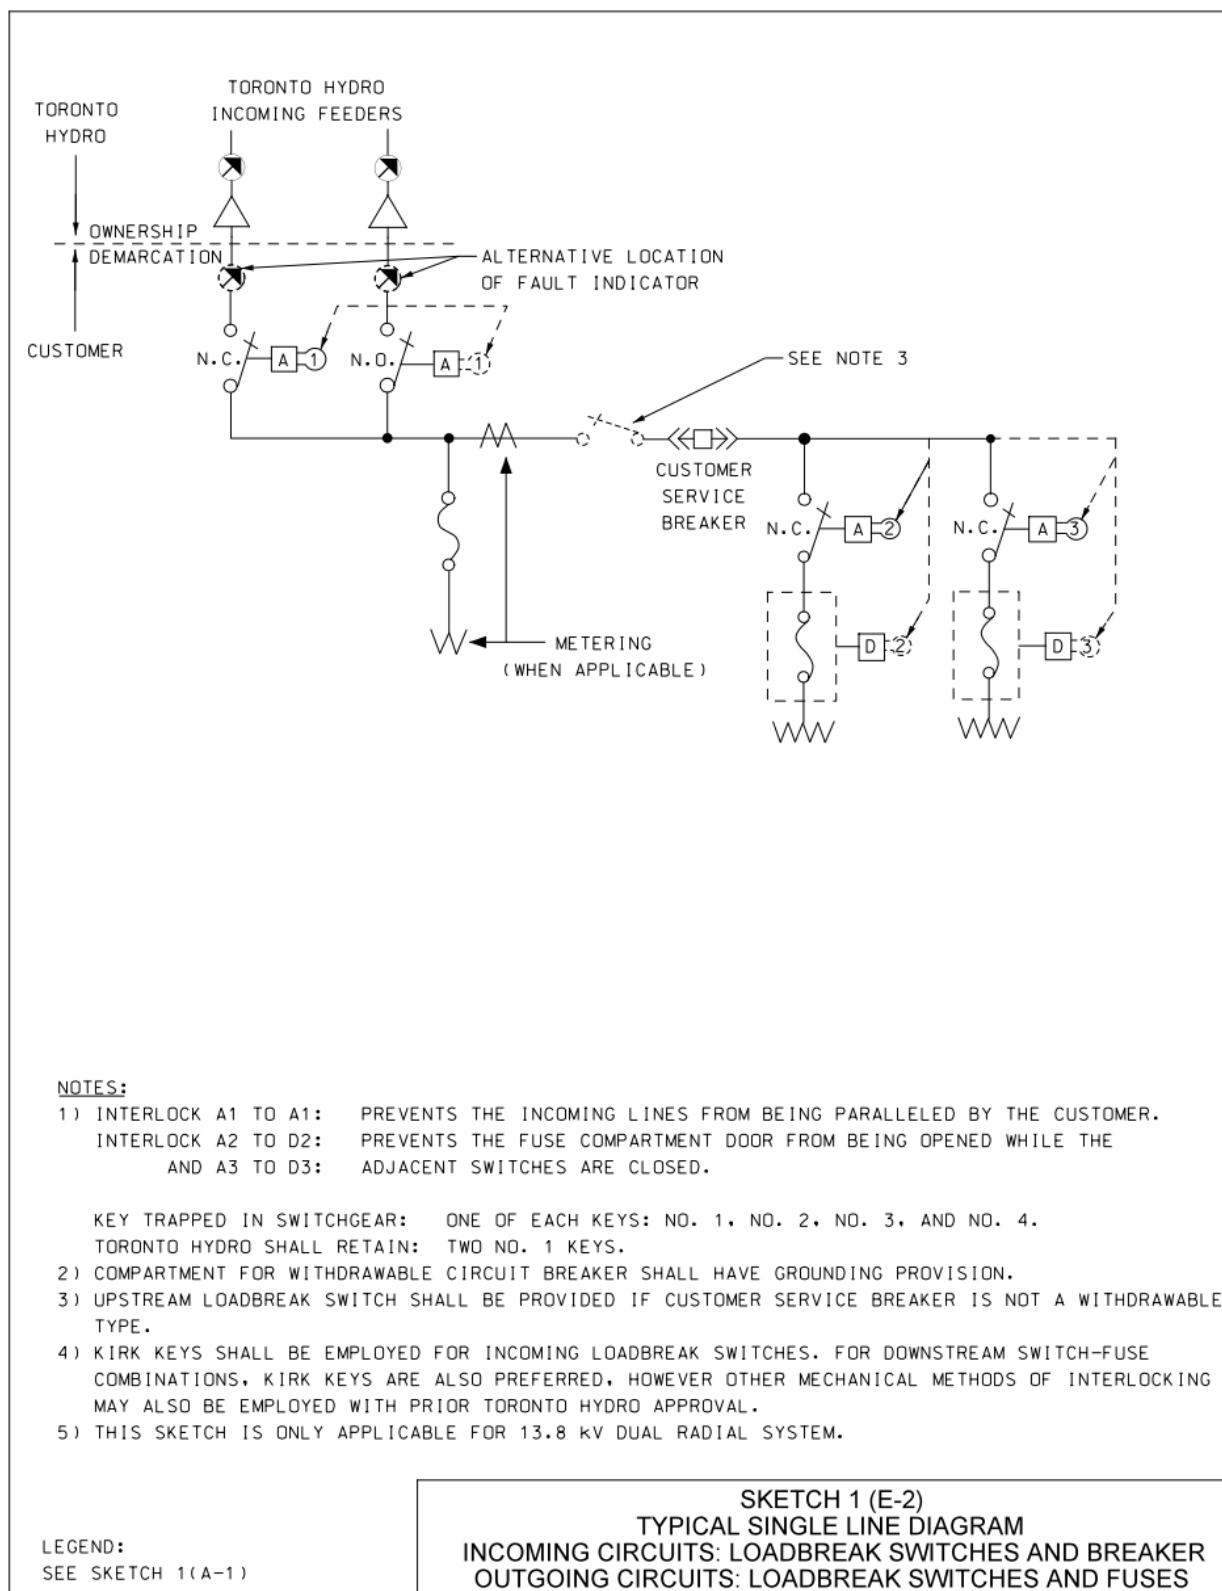 TORONTO HYDRO
INCOMING FEEDERS
TORONTO
HYDRO
OWNERSHIP
DEMARCATION
ALTERNATIVE LOCATION
OF FAULT INDICATOR
CUSTOMER
N.C.
A
1
N.O.
A
1
SEE NOTE 3
CUSTOMER
SERVICE
BREAKER
N.C.
A
2
N.C.
A
3
METERING
(WHEN APPLICABLE)
D
2
D
3
NOTES:
1) INTERLOCK A1 TO A1: PREVENTS THE INCOMING LINES FROM BEING PARALLELED BY THE CUSTOMER.
INTERLOCK A2 TO D2: PREVENTS THE FUSE COMPARTMENT DOOR FROM BEING OPENED WHILE THE
AND A3 TO D3: ADJACENT SWITCHES ARE CLOSED.
KEY TRAPPED IN SWITCHGEAR: ONE OF EACH KEYS: NO. 1, NO. 2, NO. 3, AND NO. 4.
TORONTO HYDRO SHALL RETAIN: TWO NO. 1 KEYS.
2) COMPARTMENT FOR WITHDRAWABLE CIRCUIT BREAKER SHALL HAVE GROUNDING PROVISION.
3) UPSTREAM LOADBREAK SWITCH SHALL BE PROVIDED IF CUSTOMER SERVICE BREAKER IS NOT A WITHDRAWABLE
TYPE.
4) KIRK KEYS SHALL BE EMPLOYED FOR INCOMING LOADBREAK SWITCHES. FOR DOWNSTREAM SWITCH-FUSE
COMBINATIONS, KIRK KEYS ARE ALSO PREFERRED, HOWEVER OTHER MECHANICAL METHODS OF INTERLOCKING
MAY ALSO BE EMPLOYED WITH PRIOR TORONTO HYDRO APPROVAL.
5) THIS SKETCH IS ONLY APPLICABLE FOR 13.8 kV DUAL RADIAL SYSTEM.
LEGEND:
SEE SKETCH 1(A-1)
SKETCH 1 (E-2)
TYPICAL SINGLE LINE DIAGRAM
INCOMING CIRCUITS: LOADBREAK SWITCHES AND BREAKER
OUTGOING CIRCUITS: LOADBREAK SWITCHES AND FUSES